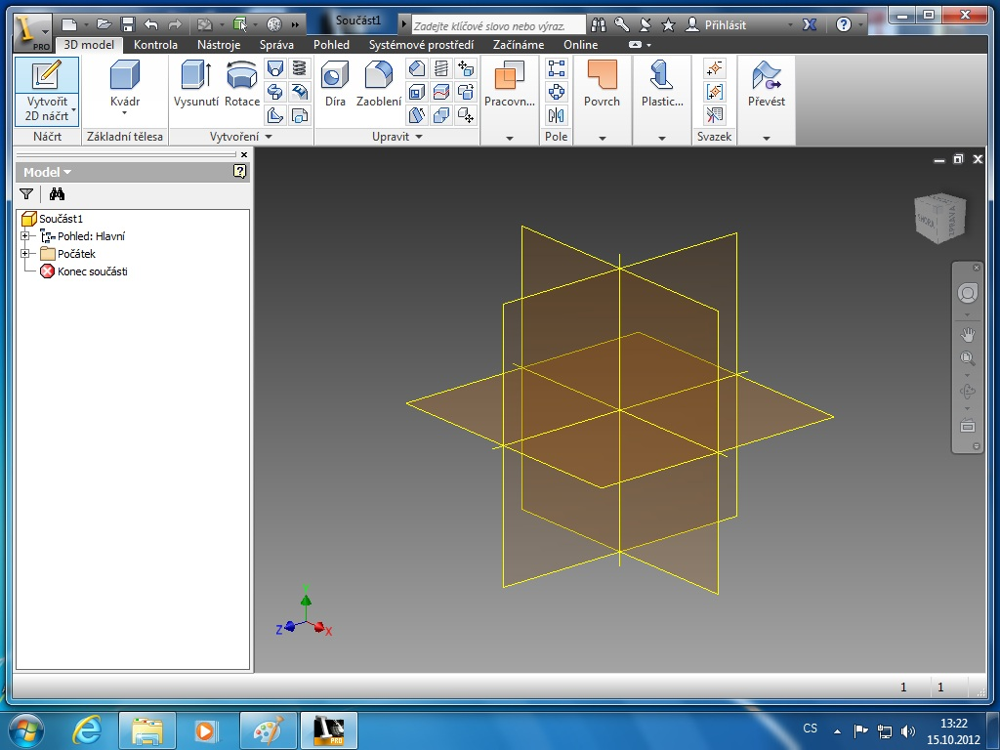 PRO
Součást1
Zadejte klíčové slovo nebo výraz.
Přihlásit
3D model
Kontrola
Nástroje
Správa
Pohled
Systémové prostředí
Začínáme
Online
Vytvořit
2D náčrt
Kvádr
Vysunutí
Rotace
Díra
Zaoblení
Pracovn...
Povrch
Plastic...
Převést
Náčrt
Základní tělesa
Vytvoření
Upravit
Pole
Svazek
Model
Součást1
Pohled: Hlavní
Počátek
Konec součásti
ZPRAVA
Y
Z
X
1
1
PRO
CS
13:22
15.10.2012